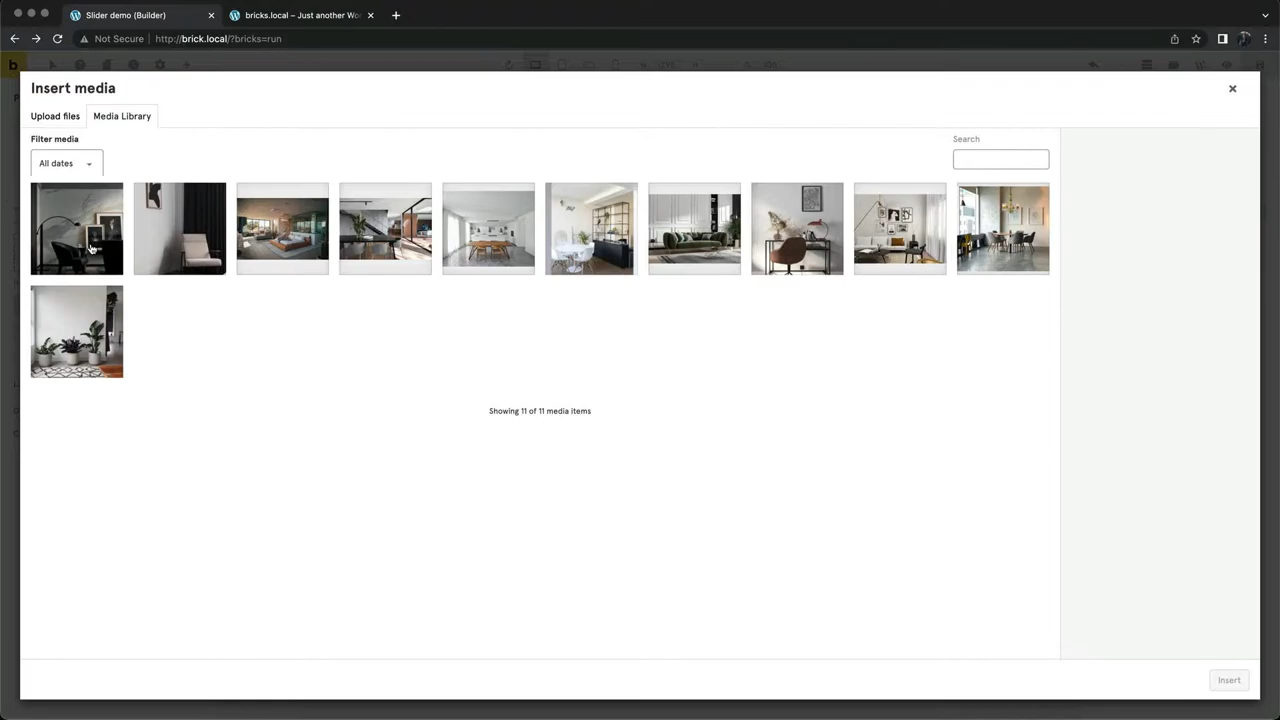 Slider demo (Builder)
bricks.local – Just another Wo
Not Secure
http://brick.local/?bricks=run
b
Insert media
Upload files
Media Library
Filter media
Search
All dates
Showing 11 of 11 media items
Insert